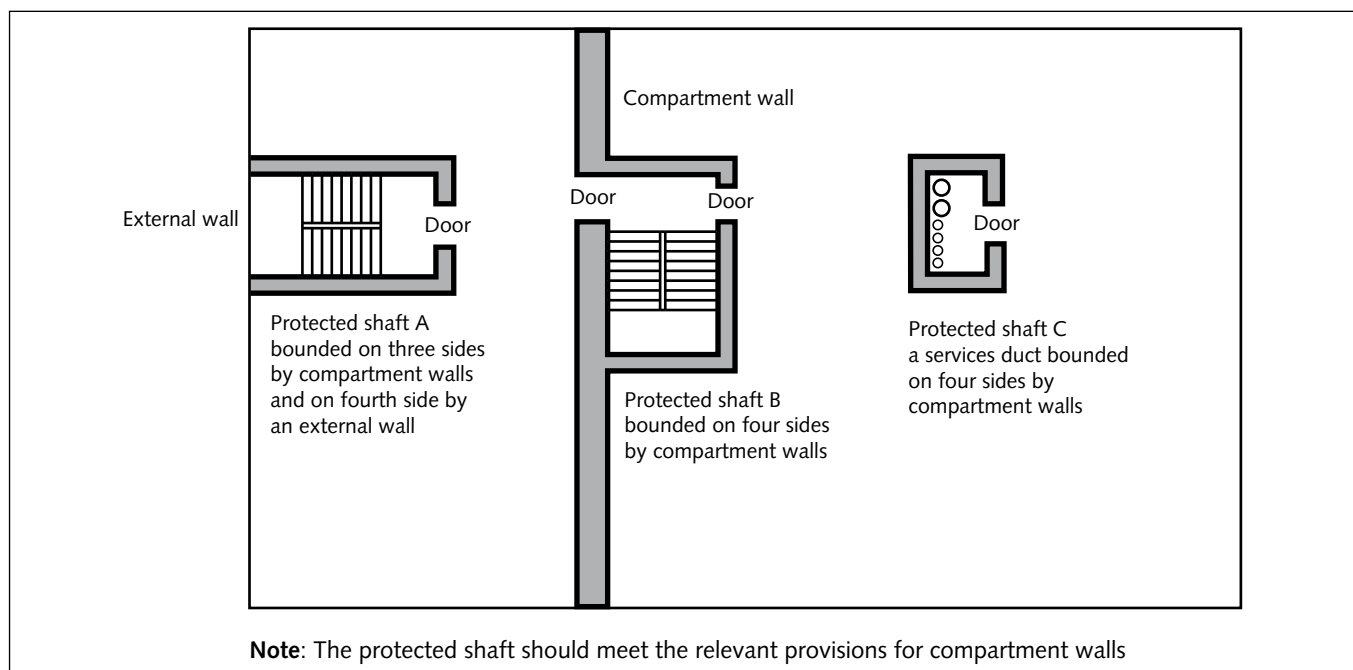 Compartment wall
External wall
Door
Door
Door
Door
Protected shaft A
bounded on three sides
by compartment walls
and on fourth side by
an external wall
Protected shaft B
bounded on four sides
by compartment walls
Protected shaft C
a services duct bounded
on four sides by
compartment walls
Note: The protected shaft should meet the relevant provisions for compartment walls